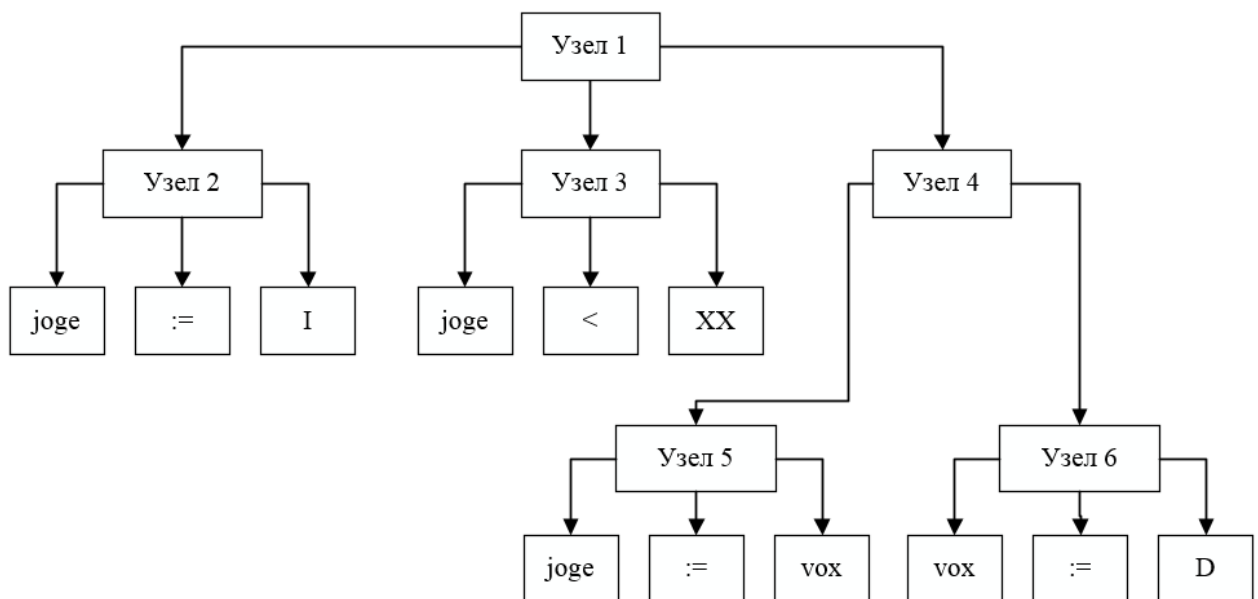 Узел 1
Узел 2
Узел 3
Узел 4
joge
:=
I
joge
<
XX
Узел 5
Узел 6
joge
:=
vox
vox
:=
D